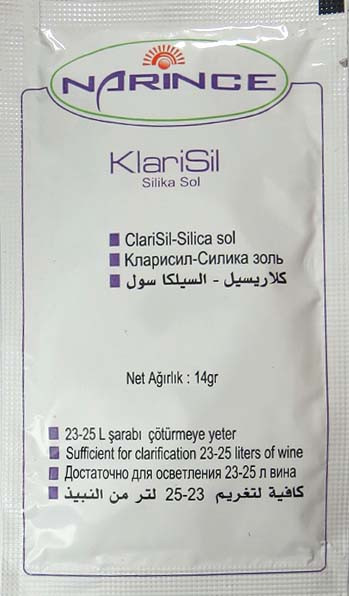 NARINCE
KlariSil
Silika Sol
ClariSil-Silica sol
Кларисил-Силика золь
كلاريسيل - السيلكا سول
Net Ağırlık : 14gr
23-25 L şarabı çötürmeye yeter
Sufficient for clarification 23-25 liters of wine
Достаточно для осветления 23-25 л вина
كافية لتغريم 23-25 لتر من النبيذ